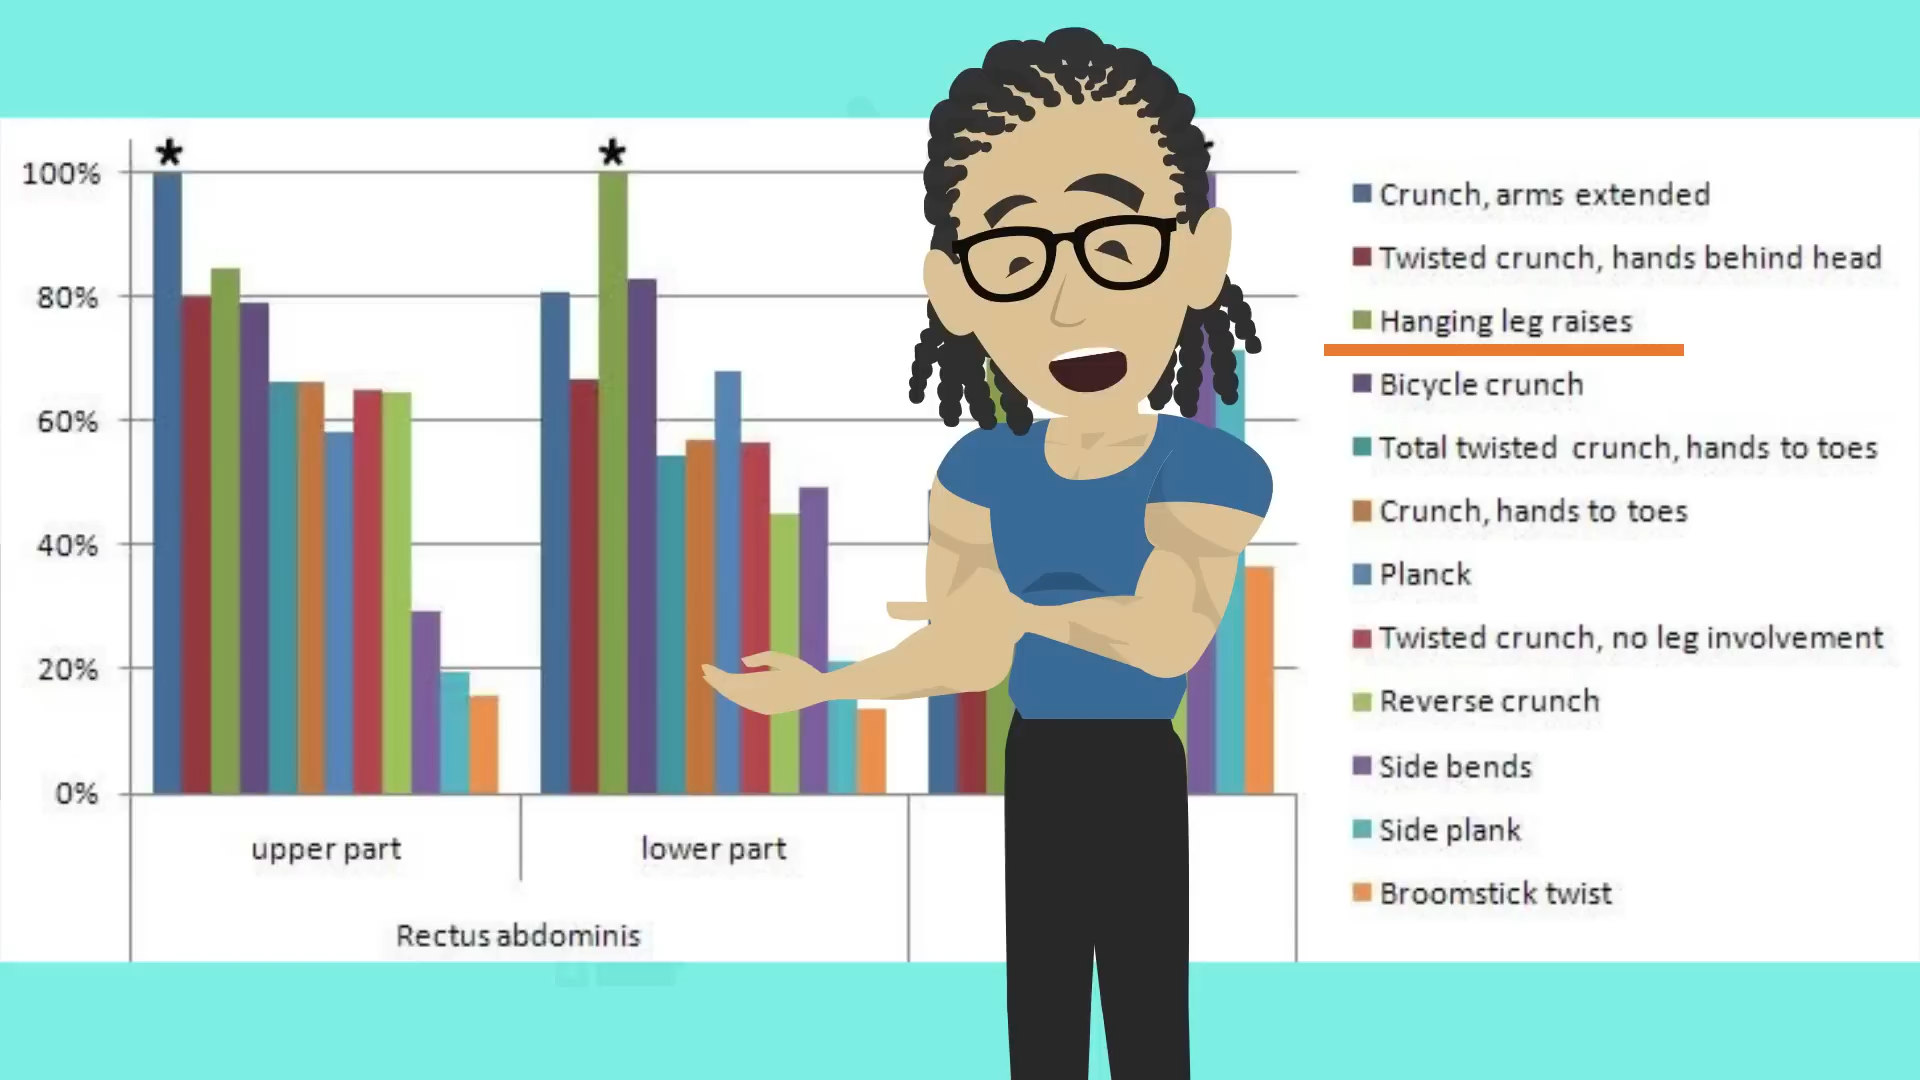 *
*
100%
80%
60%
40%
20%
0%
upper part
lower part
Rectus abdominis
Crunch, arms extended
Twisted crunch, hands behind head
Hanging leg raises
Bicycle crunch
Total twisted crunch, hands to toes
Crunch, hands to toes
Planck
Twisted crunch, no leg involvement
Reverse crunch
Side bends
Side plank
Broomstick twist